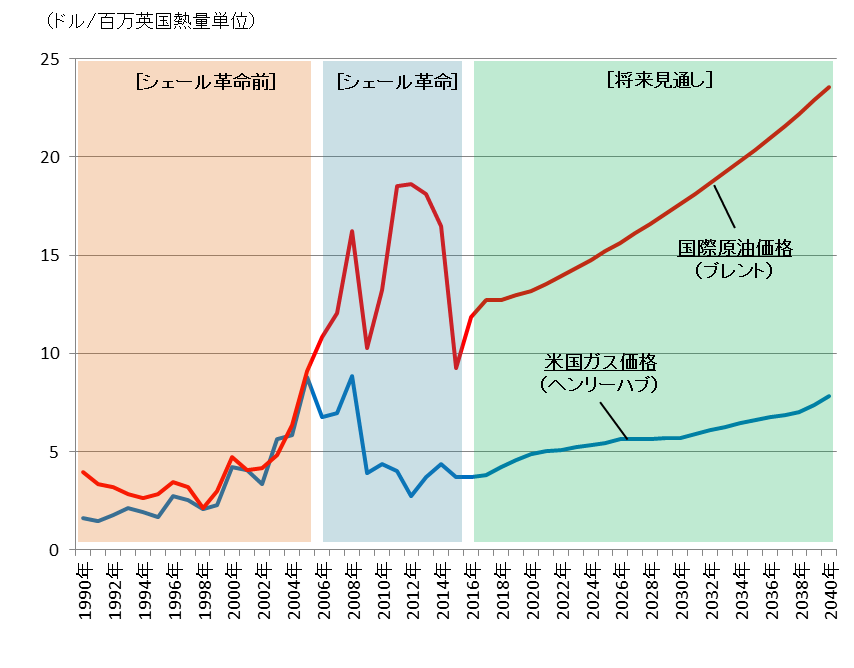 (ドル/百万英国熱量単位)
25
20
15
10
5
0
[シェール革命前]
[シェール革命]
[将来見通し]
国際原油価格
(ブレント)
米国ガス価格
(ヘンリーハブ)
1990年
1992年
1994年
1996年
1998年
2000年
2002年
2004年
2006年
2008年
2010年
2012年
2014年
2016年
2018年
2020年
2022年
2024年
2026年
2028年
2030年
2032年
2034年
2036年
2038年
2040年